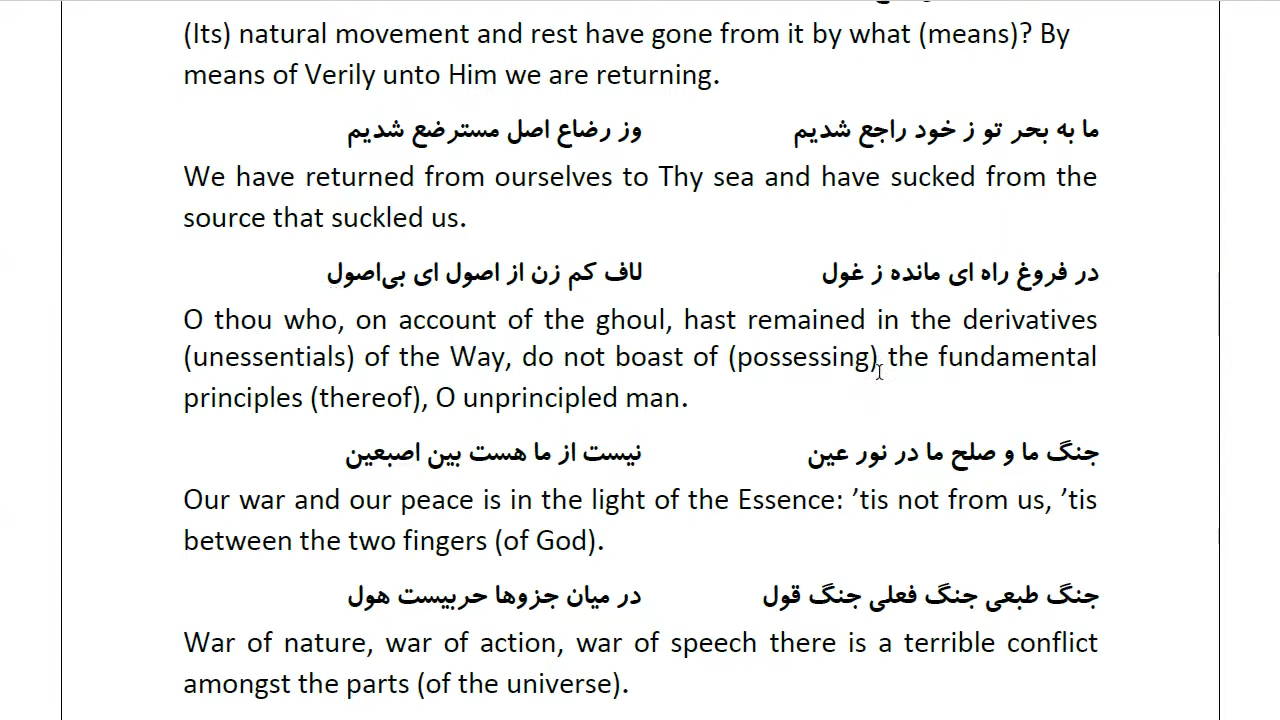 (Its) natural movement and rest have gone from it by what (means)? By
means of Verily unto Him we are returning.
ما به بحر تو ز خود راجع شدیم وز رضاع اصل مسترضع شدیم
We have returned from ourselves to Thy sea and have sucked from the
source that suckled us.
در فروغ راه ای مانده ز غول لاف کم زن از اصول ای بی‌اصول
O thou who, on account of the ghoul, hast remained in the derivatives
(unessentials) of the Way, do not boast of (possessing) the fundamental
principles (thereof), O unprincipled man.
جنگ ما و صلح ما در نور عین نیست از ما هست بین اصبعین
Our war and our peace is in the light of the Essence: ’tis not from us, ’tis
between the two fingers (of God).
جنگ طبعی جنگ فعلی جنگ قول در میان جزوها حربیست هول
War of nature, war of action, war of speech there is a terrible conflict
amongst the parts (of the universe).